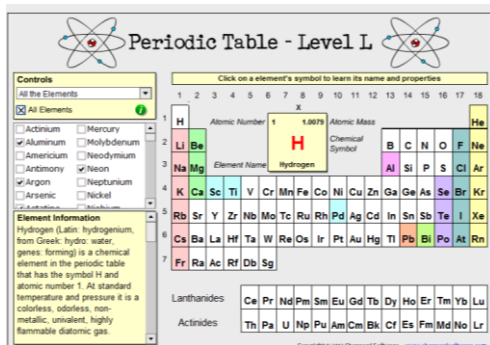 Periodic Table - Level L
Controls
All the Elements
All Elements
Actinium Mercury
Aluminum Molybdenum
Americium Neodymium
Antimony Neon
Argon Neptunium
Arsenic Nickel
Element Information
Hydrogen (Latin: hydrogenium,
from Greek: hydro: water,
genes: forming) is a chemical
element in the periodic table
that has the symbol H and
atomic number 1. At standard
temperature and pressure it is a
colorless, odorless, non-
metallic, univalent, highly
flammable diatomic gas.
Click on a element's symbol to learn its name and properties
1 2 3 4 5 6 7 8 9 10 11 12 13 14 15 16 17 18
X
Atomic Number 1 1.0079 Atomic Mass
H
Chemical
Symbol
Element Name Hydrogen
1 H He
2 Li Be B C N O F Ne
3 Na Mg Al Si P S Cl Ar
4 K Ca Sc Ti V Cr Mn Fe Co Ni Cu Zn Ga Ge As Se Br Kr
5 Rb Sr Y Zr Nb Mo Tc Ru Rh Pd Ag Cd In Sn Sb Te I Xe
6 Cs Ba La Hf Ta W Re Os Ir Pt Au Hg Tl Pb Bi Po At Rn
7 Fr Ra Ac Rf Db Sg
Lanthanides Ce Pr Nd Pm Sm Eu Gd Tb Dy Ho Er Tm Yb Lu
Actinides Th Pa U Np Pu Am Cm Bk Cf Es Fm Md No Lr